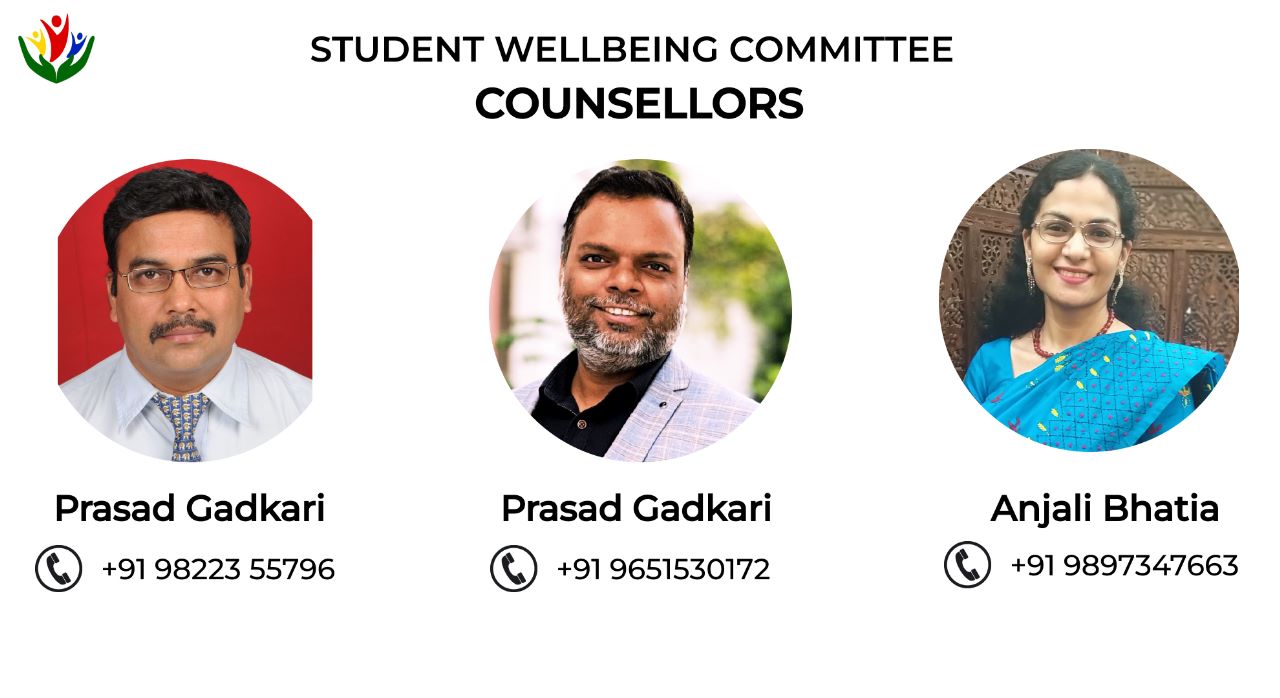 STUDENT WELLBEING COMMITTEE
COUNSELLORS
Prasad Gadkari
+91 98223 55796
Prasad Gadkari
+91 9651530172
Anjali Bhatia
+91 9897347663